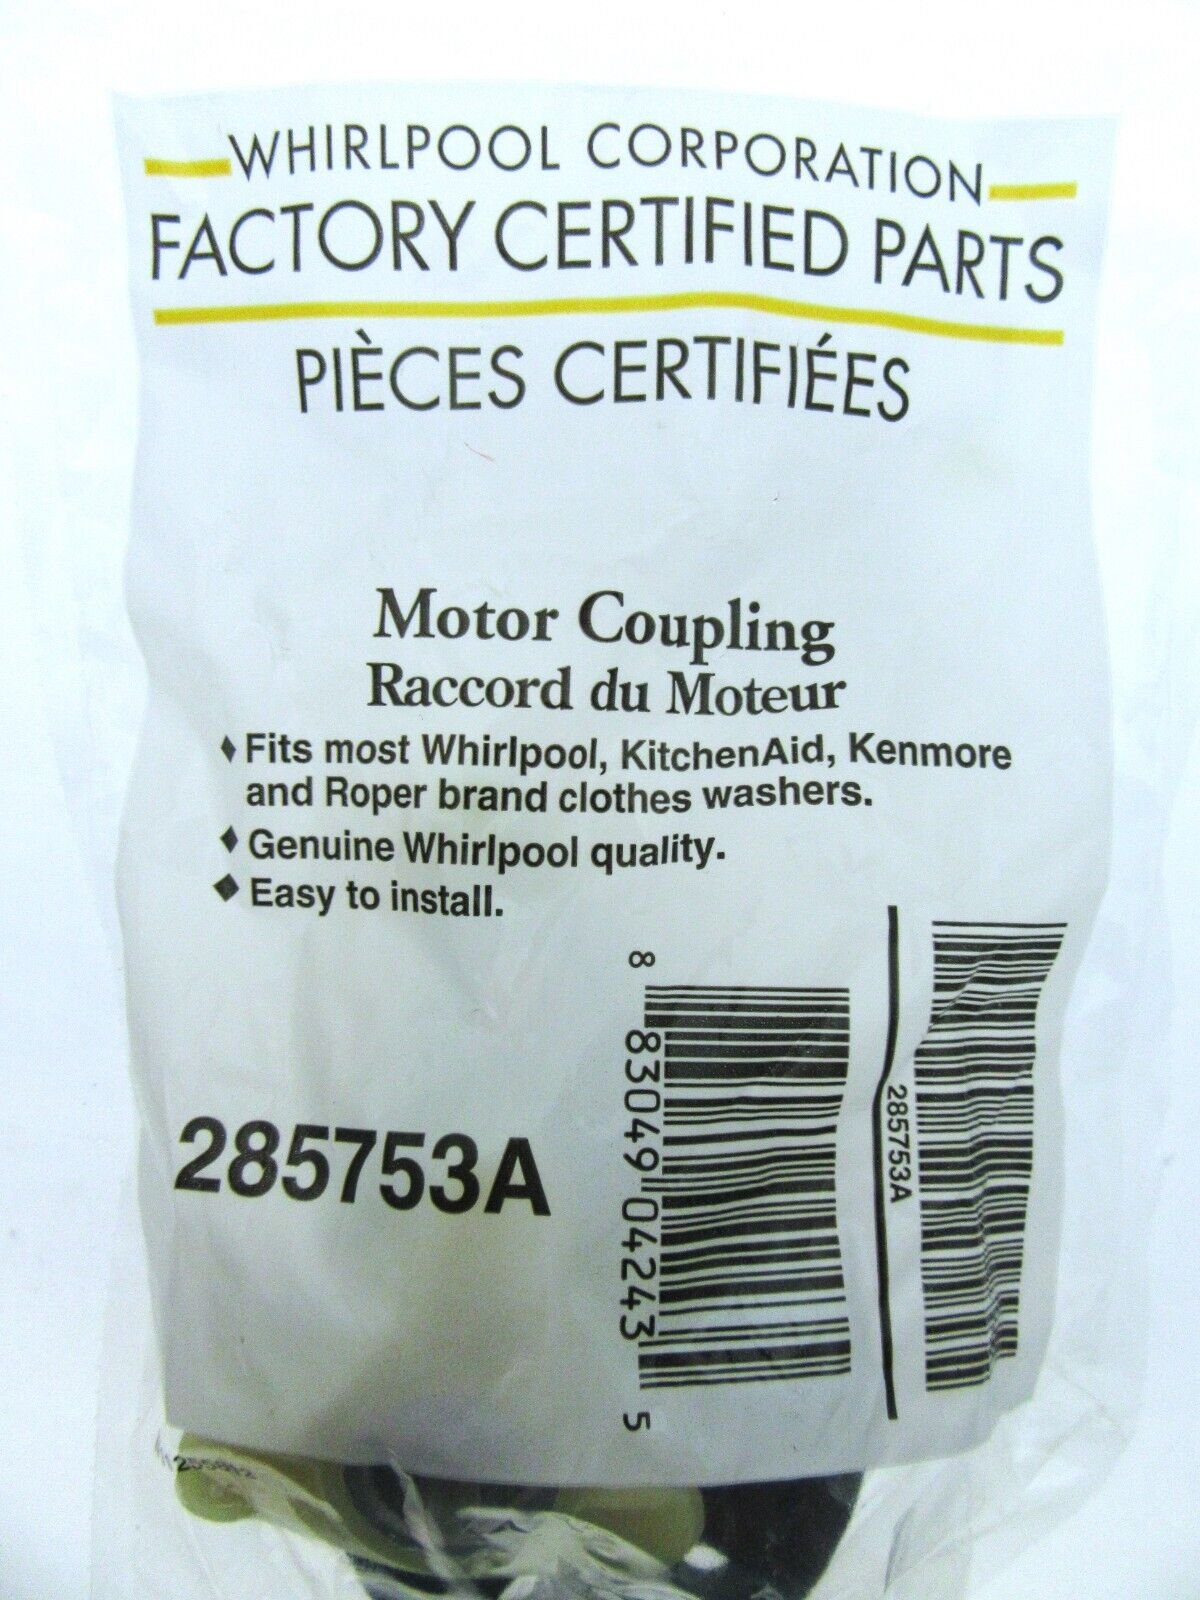 WHIRLPOOL CORPORATION
FACTORY CERTIFIED PARTS
PIÈCES CERTIFIÉES
Motor Coupling
Raccord du Moteur
♦ Fits most Whirlpool, KitchenAid, Kenmore
and Roper brand clothes washers.
♦ Genuine Whirlpool quality.
♦ Easy to install.
285753A
8 83049 04243 5
285753A